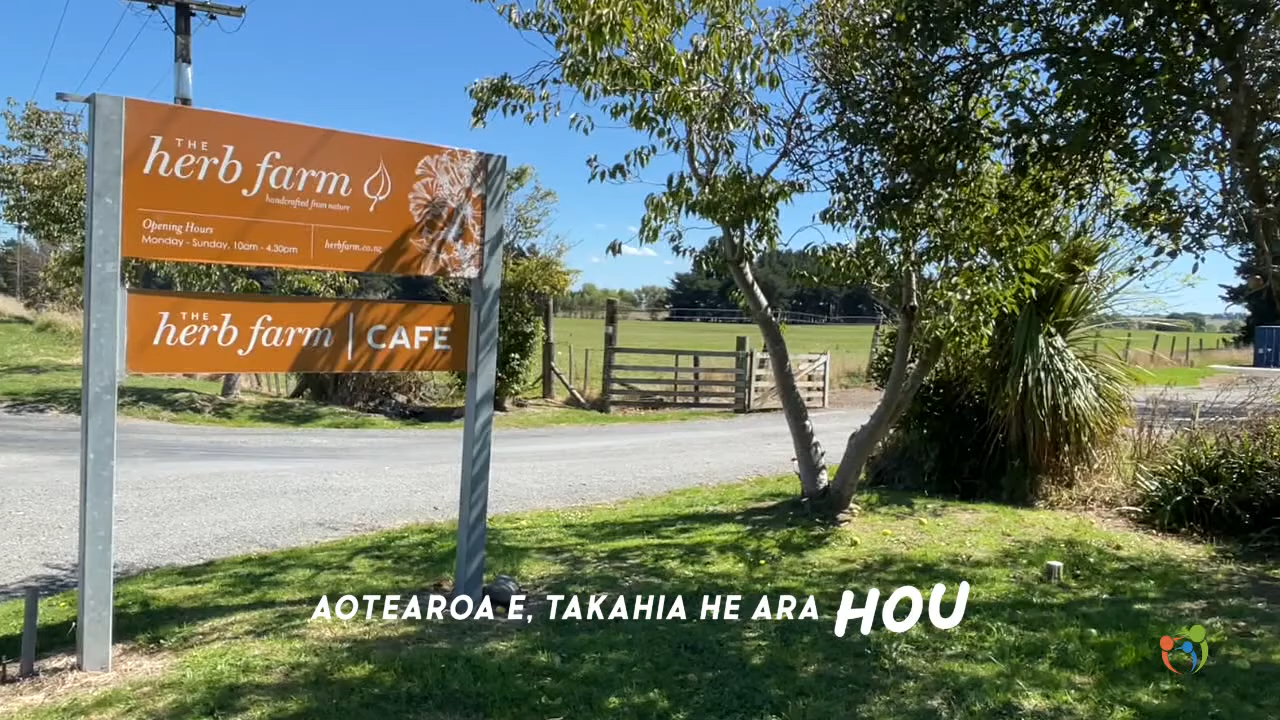 THE
herb farm
handcrafted from nature
Opening Hours
Monday - Sunday, 10am - 4.30pm
herbfarm.co.nz
THE
herb farm | CAFE
AOTEAROA E, TAKAHIA HE ARA HOU